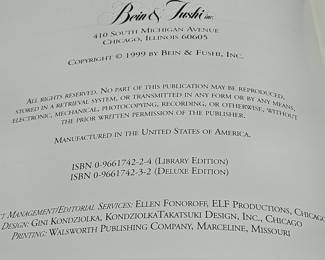 Bein & Fushi inc.
410 South Michigan Avenue
Chicago, Illinois 60605
Copyright © 1999 by Bein & Fushi, Inc.
All rights reserved. No part of this publication may be reproduced,
stored in a retrieval system, or transmitted in any form or by any means,
electronic, mechanical, photocopying, recording, or otherwise, without
the prior written permission of the publisher.
Manufactured in the United States of America.
ISBN 0-9661742-2-4 (Library Edition)
ISBN 0-9661742-3-2 (Deluxe Edition)
Management/Editorial Services: Ellen Fonoroff, ELF Productions, Chicago
Design: Gini Kondziolka, KondziolkaTakatsuki Design, Inc., Chicago
Printing: Walsworth Publishing Company, Marceline, Missouri